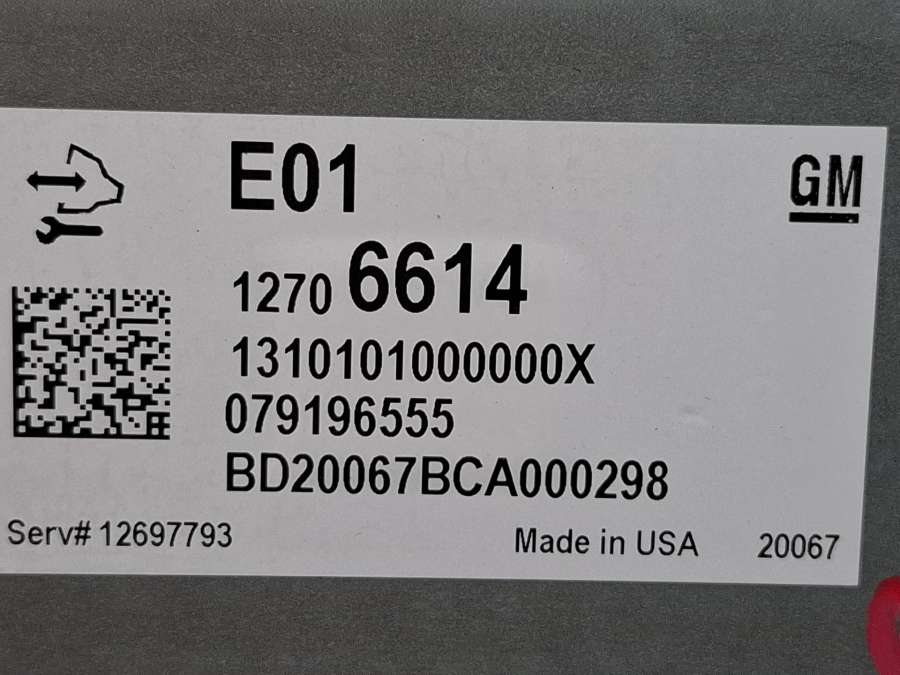 E01
GM
1270 6614
1310101000000X
079196555
BD20067BCA000298
Serv# 12697793 Made in USA 20067